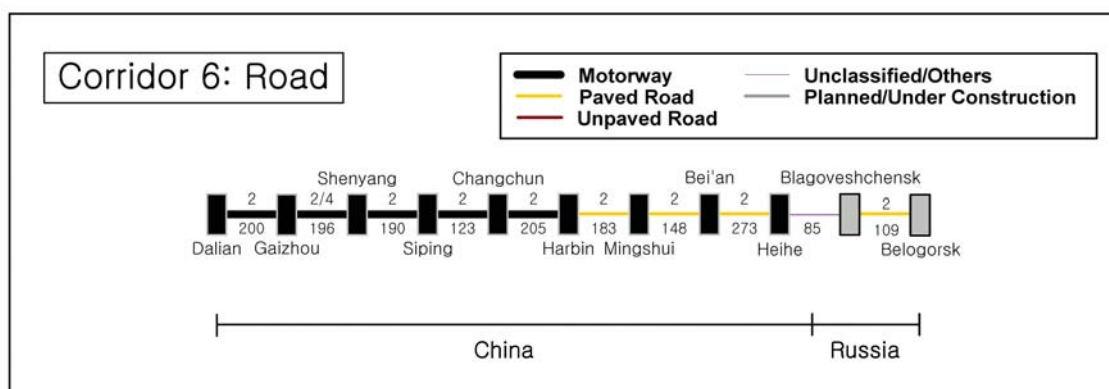 Corridor 6: Road
Motorway
Paved Road
Unpaved Road
Unclassified/Others
Planned/Under Construction
Shenyang Changchun Bei'an Blagoveshchensk
2 2/4 2 2 2 2 2 2 2
200 196 190 123 205 183 148 273 85 109
Dalian Gaizhou Siping Harbin Mingshui Heihe Belogorsk
China Russia